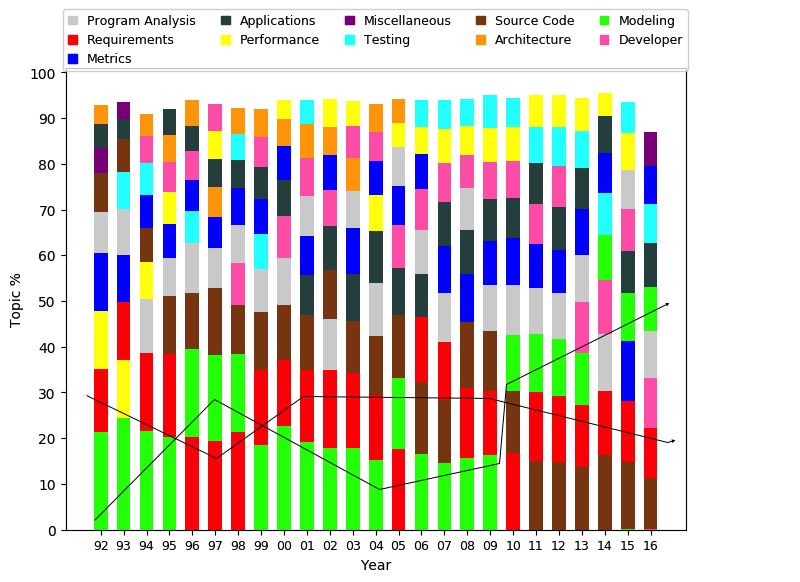 Program Analysis Applications Miscellaneous Source Code Modeling
Requirements Performance Testing Architecture Developer
Metrics
100
90
80
70
60
50
40
30
20
10
0
Topic %
92 93 94 95 96 97 98 99 00 01 02 03 04 05 06 07 08 09 10 11 12 13 14 15 16
Year